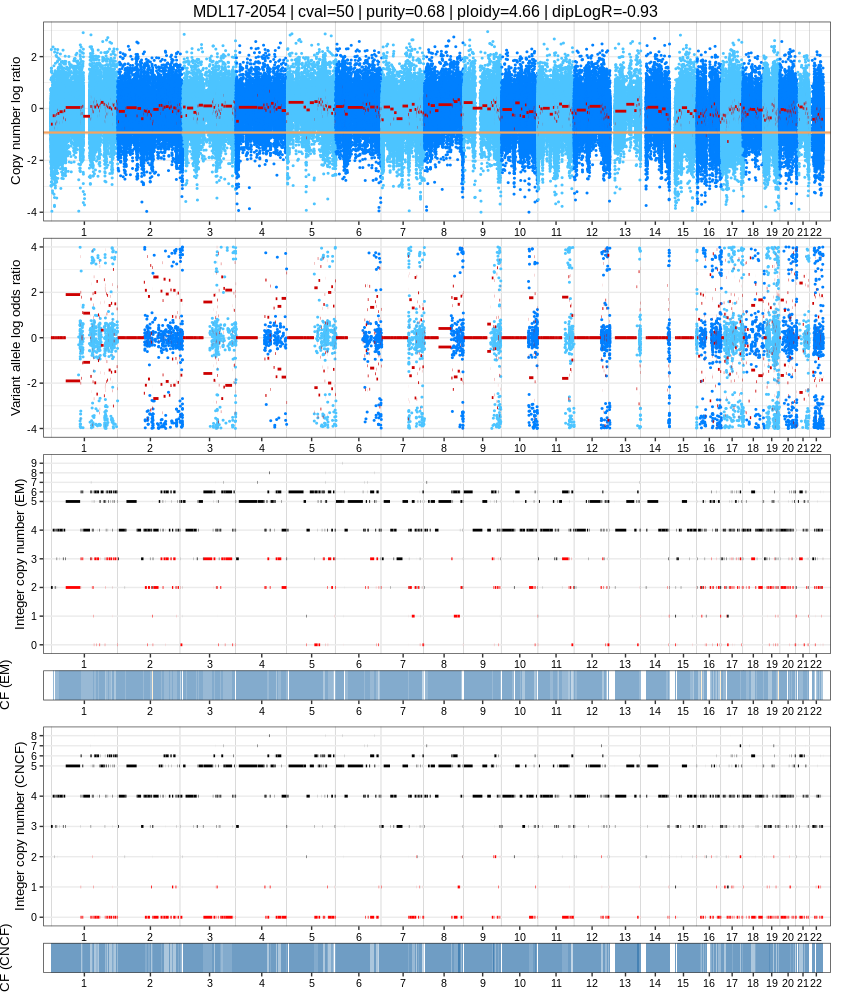 MDL17-2054 | cval=50 | purity=0.68 | ploidy=4.66 | dipLogR=-0.93
Copy number log ratio
2
0
-2
-4
1 2 3 4 5 6 7 8 9 10 11 12 13 14 15 16 17 18 19 20 21 22
Variant allele log odds ratio
4
2
0
-2
-4
1 2 3 4 5 6 7 8 9 10 11 12 13 14 15 16 17 18 19 20 21 22
Integer copy number (EM)
9
8
7
6
5
4
3
2
1
0
1 2 3 4 5 6 7 8 9 10 11 12 13 14 15 16 17 18 19 20 21 22
CF (EM)
1 2 3 4 5 6 7 8 9 10 11 12 13 14 15 16 17 18 19 20 21 22
Integer copy number (CNCF)
8
7
6
5
4
3
2
1
0
1 2 3 4 5 6 7 8 9 10 11 12 13 14 15 16 17 18 19 20 21 22
CF (CNCF)
1 2 3 4 5 6 7 8 9 10 11 12 13 14 15 16 17 18 19 20 21 22